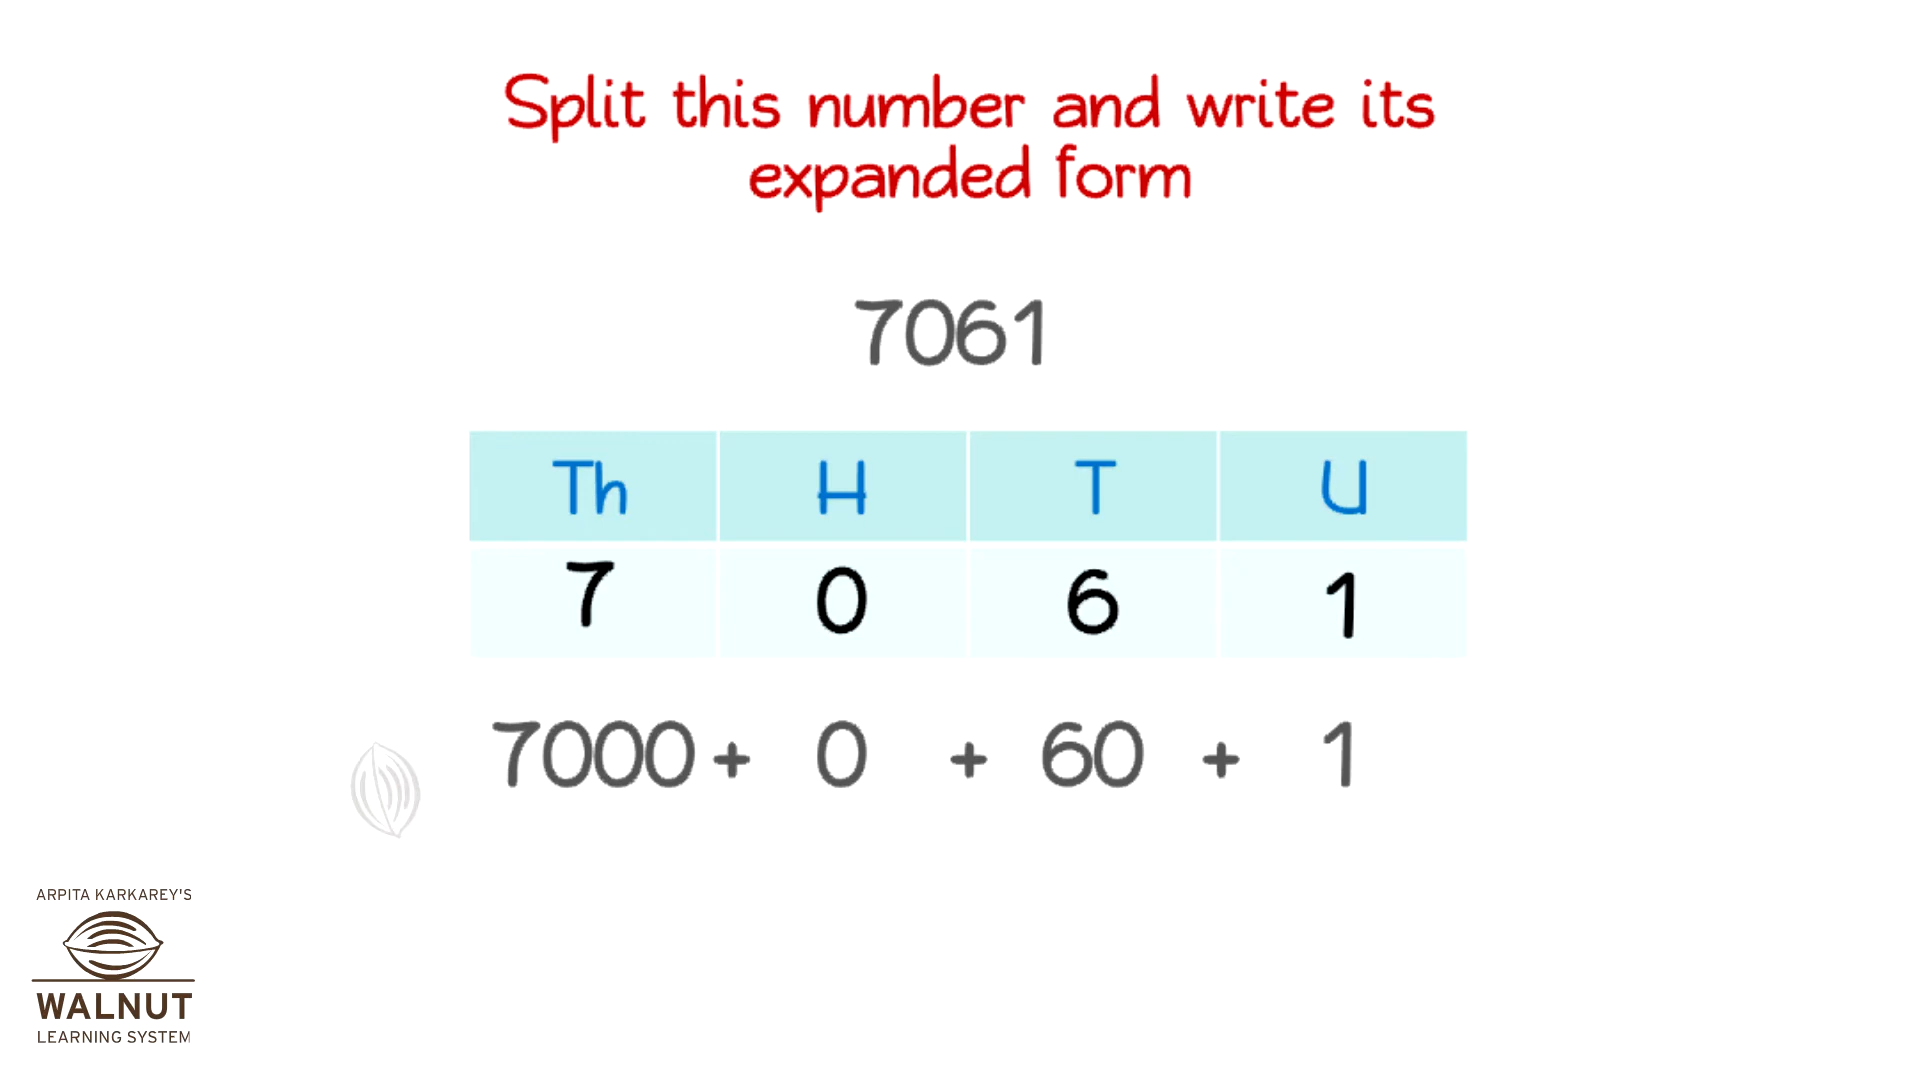 Split this number and write its
expanded form
7061
Th H T U
7 0 6 1
7000 + 0 + 60 + 1
ARPITA KARKAREY'S
WALNUT
LEARNING SYSTEM